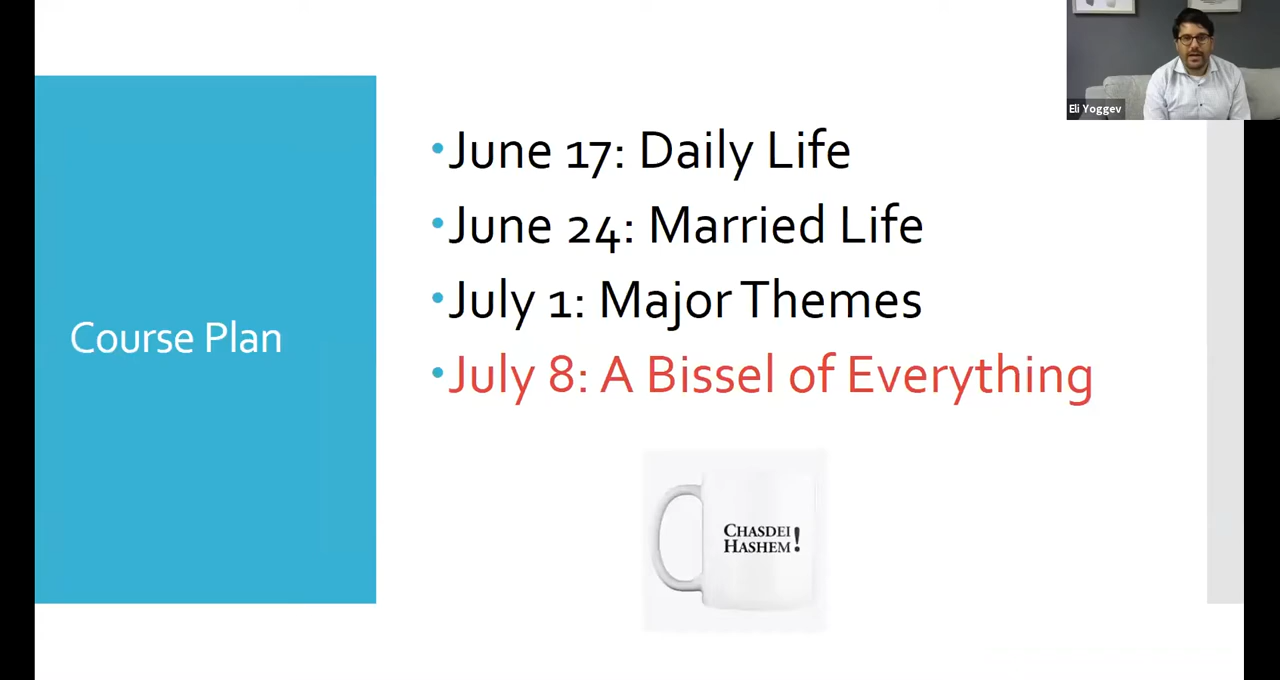 Eli Yoggev
Course Plan
•June 17: Daily Life
•June 24: Married Life
•July 1: Major Themes
•July 8: A Bissel of Everything
CHASDEI
HASHEM!